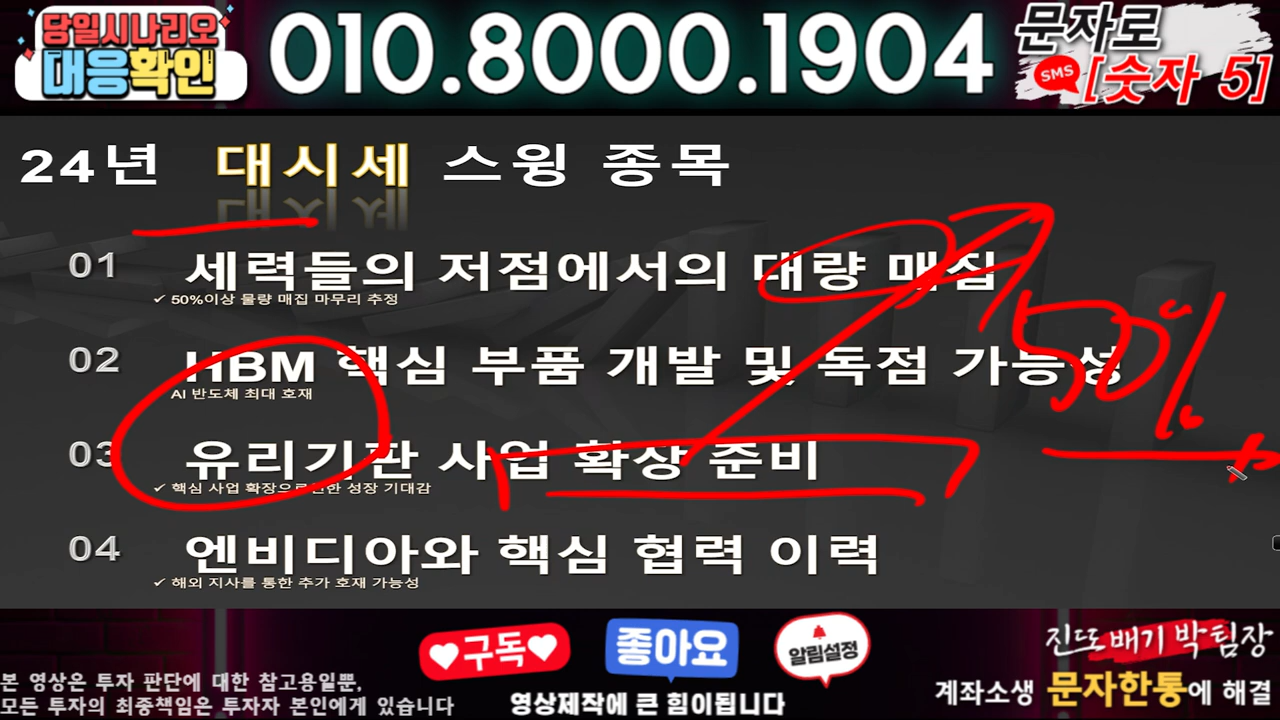 당일시나리오
대응확인
010.8000.1904
문자로
SMS
[숫자 5]
24년 대시세 스윙 종목
01 세력들의 저점에서의 대량 매집
✓ 50%이상 물량 매집 마무리 추정
02 HBM 핵심 부품 개발 및 독점 가능성
AI 반도체 최대 호재
50%
03 유리기판 사업 확장 준비
✓ 핵심 사업 확장으로인한 성장 기대감
04 엔비디아와 핵심 협력 이력
✓ 해외 지사를 통한 추가 호재 가능성
구독
좋아요
알림설정
영상제작에 큰 힘이됩니다
본 영상은 투자 판단에 대한 참고용일뿐,
모든 투자의 최종책임은 투자자 본인에게 있습니다
진또배기 박팀장
계좌소생 문자한통에 해결